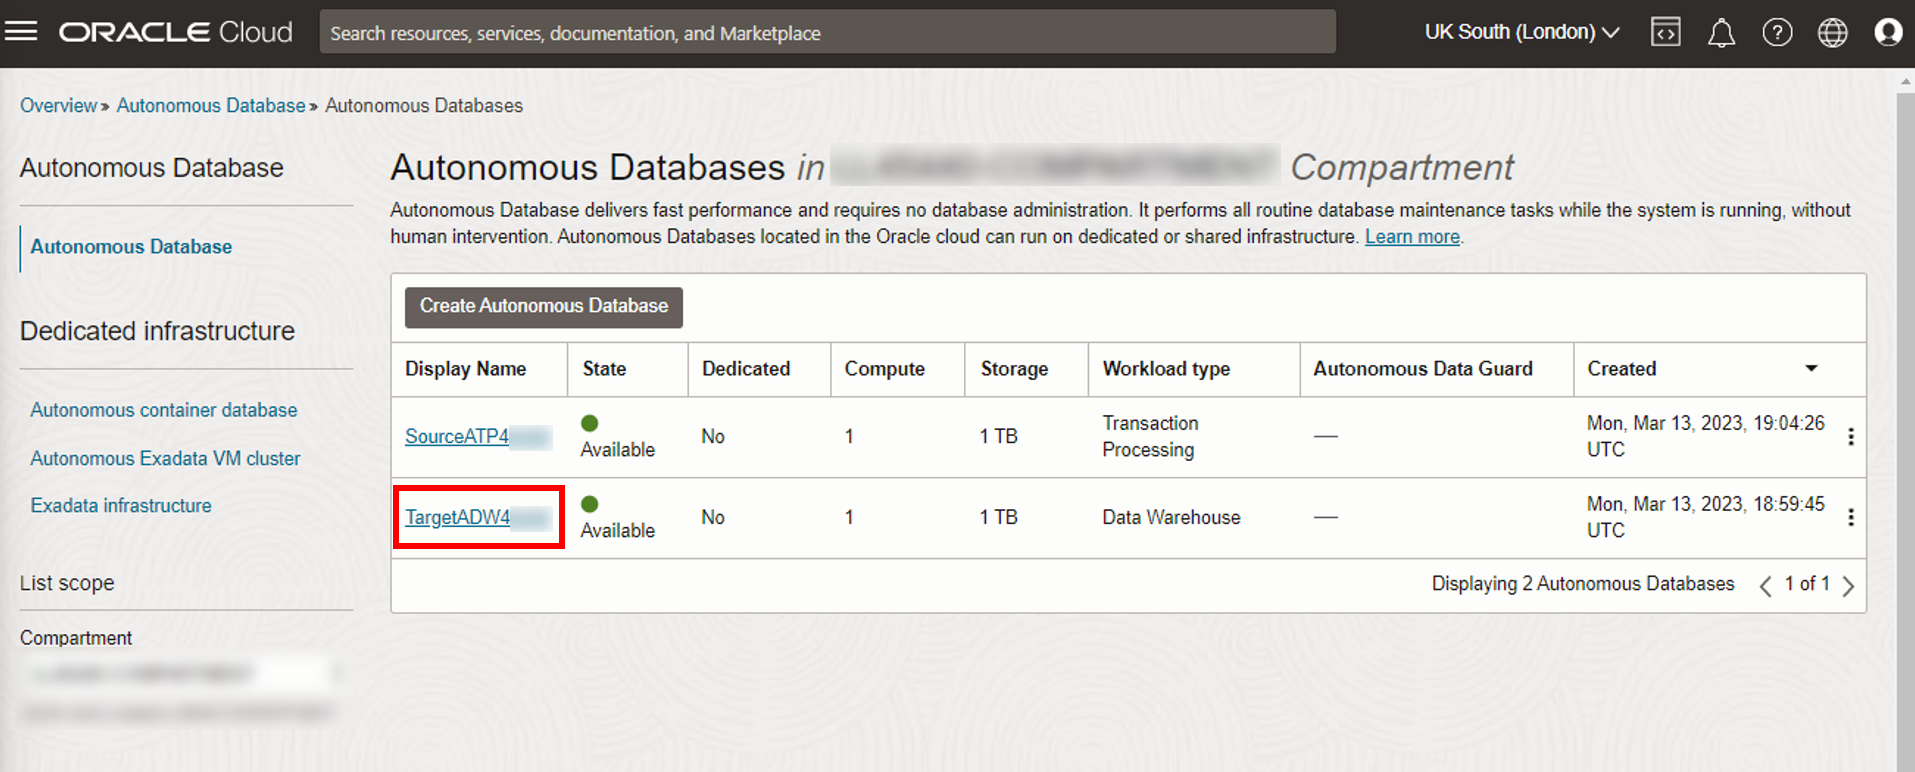 ORACLE Cloud
Search resources, services, documentation, and Marketplace
UK South (London)
Overview » Autonomous Database » Autonomous Databases
Autonomous Database
Autonomous Database
Dedicated infrastructure
Autonomous container database
Autonomous Exadata VM cluster
Exadata infrastructure
List scope
Compartment
Autonomous Databases in Compartment
Autonomous Database delivers fast performance and requires no database administration. It performs all routine database maintenance tasks while the system is running, without
human intervention. Autonomous Databases located in the Oracle cloud can run on dedicated or shared infrastructure. Learn more.
Create Autonomous Database
Display Name State Dedicated Compute Storage Workload type Autonomous Data Guard Created
SourceATP4 Available No 1 1 TB Transaction Processing — Mon, Mar 13, 2023, 19:04:26 UTC
TargetADW4 Available No 1 1 TB Data Warehouse — Mon, Mar 13, 2023, 18:59:45 UTC
Displaying 2 Autonomous Databases 1 of 1